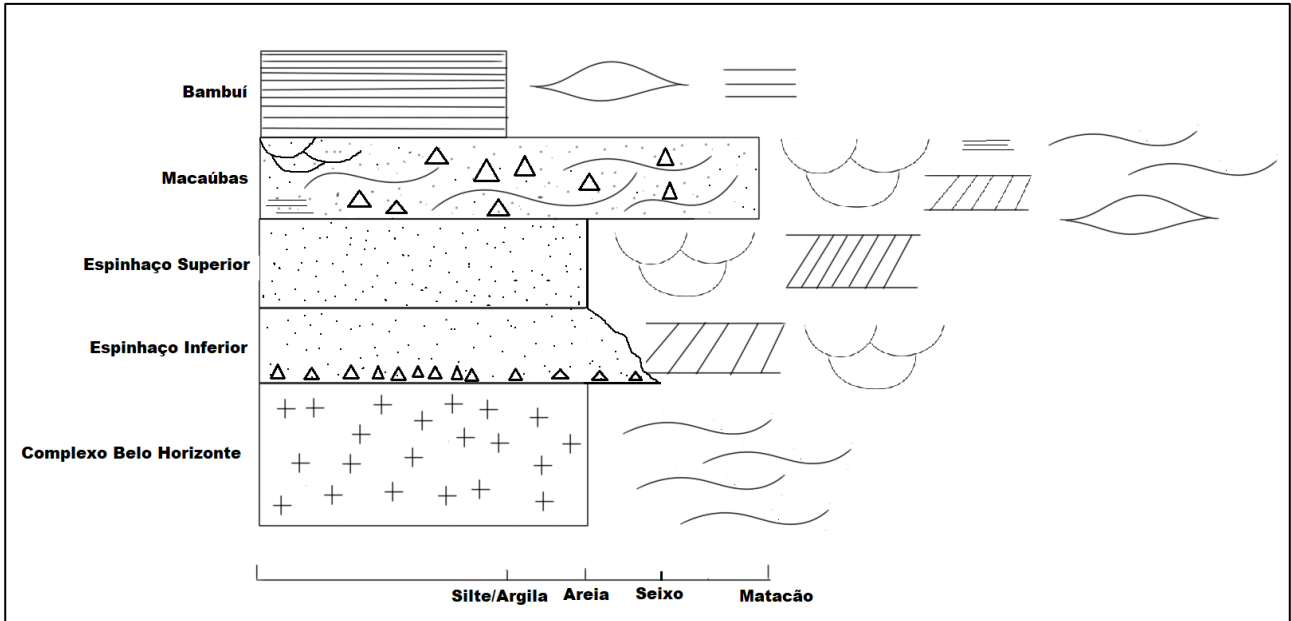 Bambuí
Macaúbas
Espinhaço Superior
Espinhaço Inferior
Complexo Belo Horizonte
Silte/Argila Areia Seixo Matacão